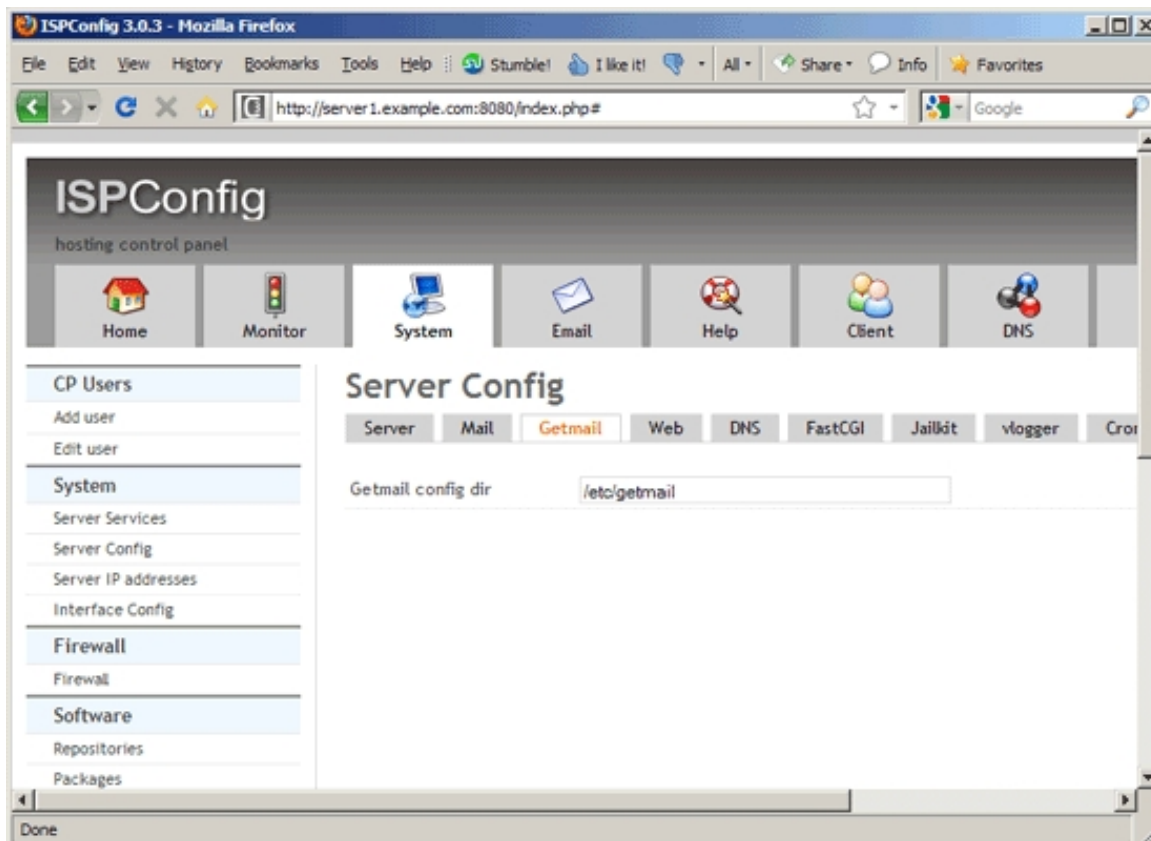 ISPConfig 3.0.3 - Mozilla Firefox
File Edit View History Bookmarks Tools Help Stumble! I like it! All Share Info Favorites
http://server1.example.com:8080/index.php# Google
ISPConfig
hosting control panel
Home Monitor System Email Help Client DNS
CP Users
Add user
Edit user
System
Server Services
Server Config
Server IP addresses
Interface Config
Firewall
Firewall
Software
Repositories
Packages
Server Config
Server Mail Getmail Web DNS FastCGI Jailkit vlogger Cron
Getmail config dir /etc/getmail
Done